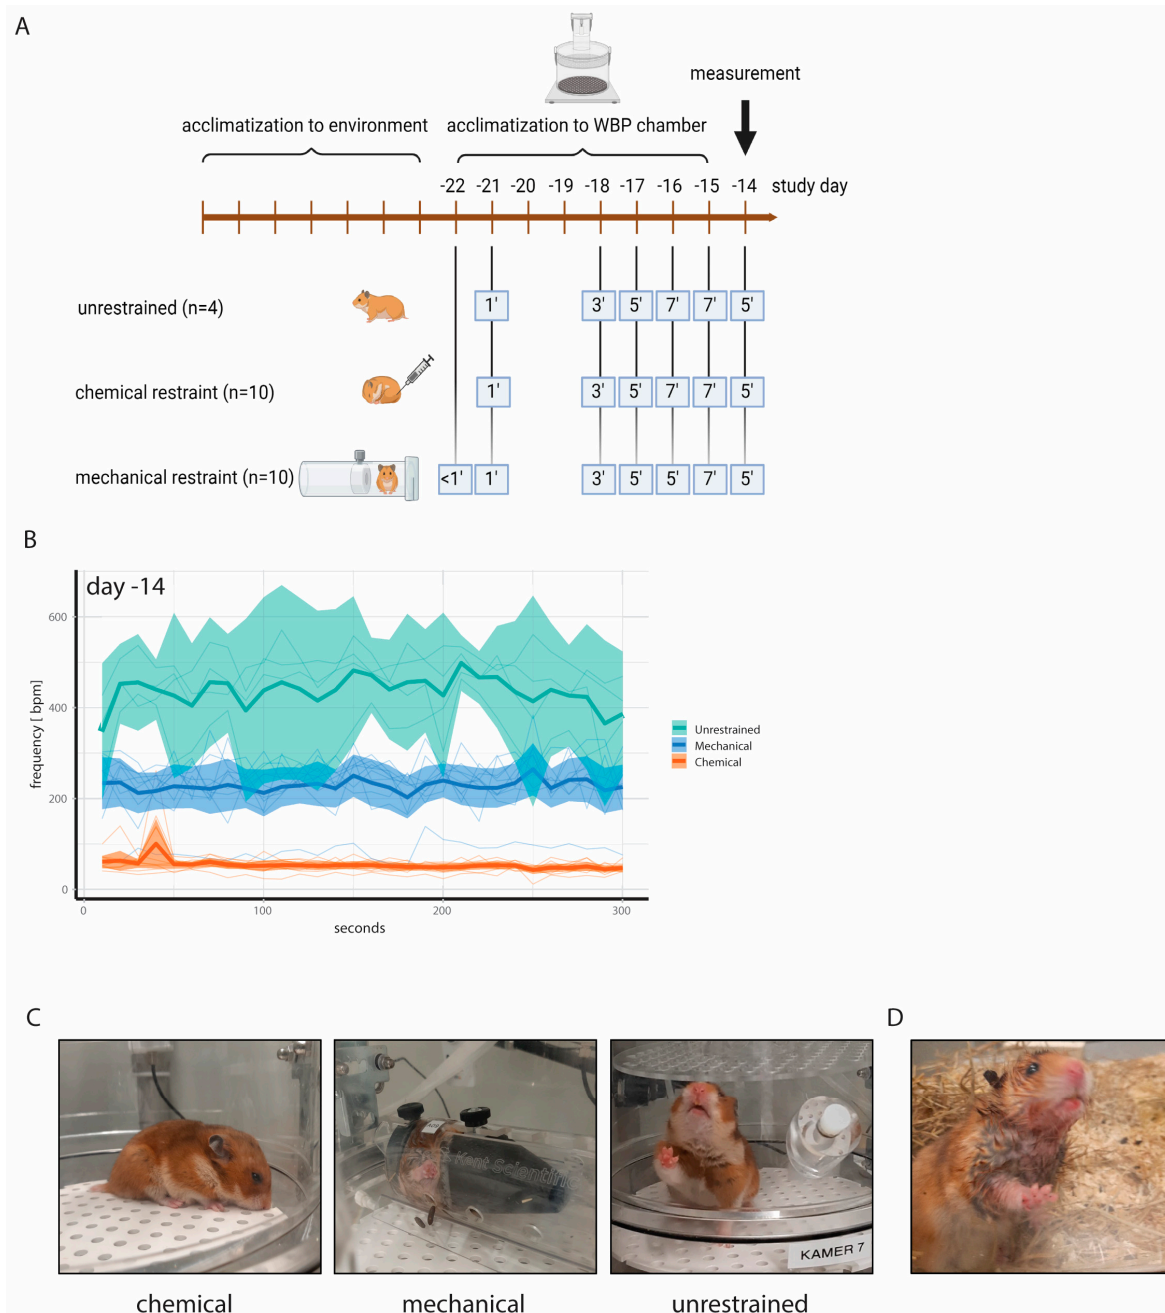 A
measurement
acclimatization to environment
acclimatization to WBP chamber
-22 -21 -20 -19 -18 -17 -16 -15 -14 study day
unrestrained (n=4)
1' 3' 5' 7' 7' 5'
chemical restraint (n=10)
1' 3' 5' 7' 7' 5'
mechanical restraint (n=10)
<1' 1' 3' 5' 5' 7' 5'
B
day -14
600
400
200
0
frequency [ bpm]
0 100 200 300
seconds
Unrestrained
Mechanical
Chemical
C
D
Kent Scientific
KAMER 7
chemical
mechanical
unrestrained